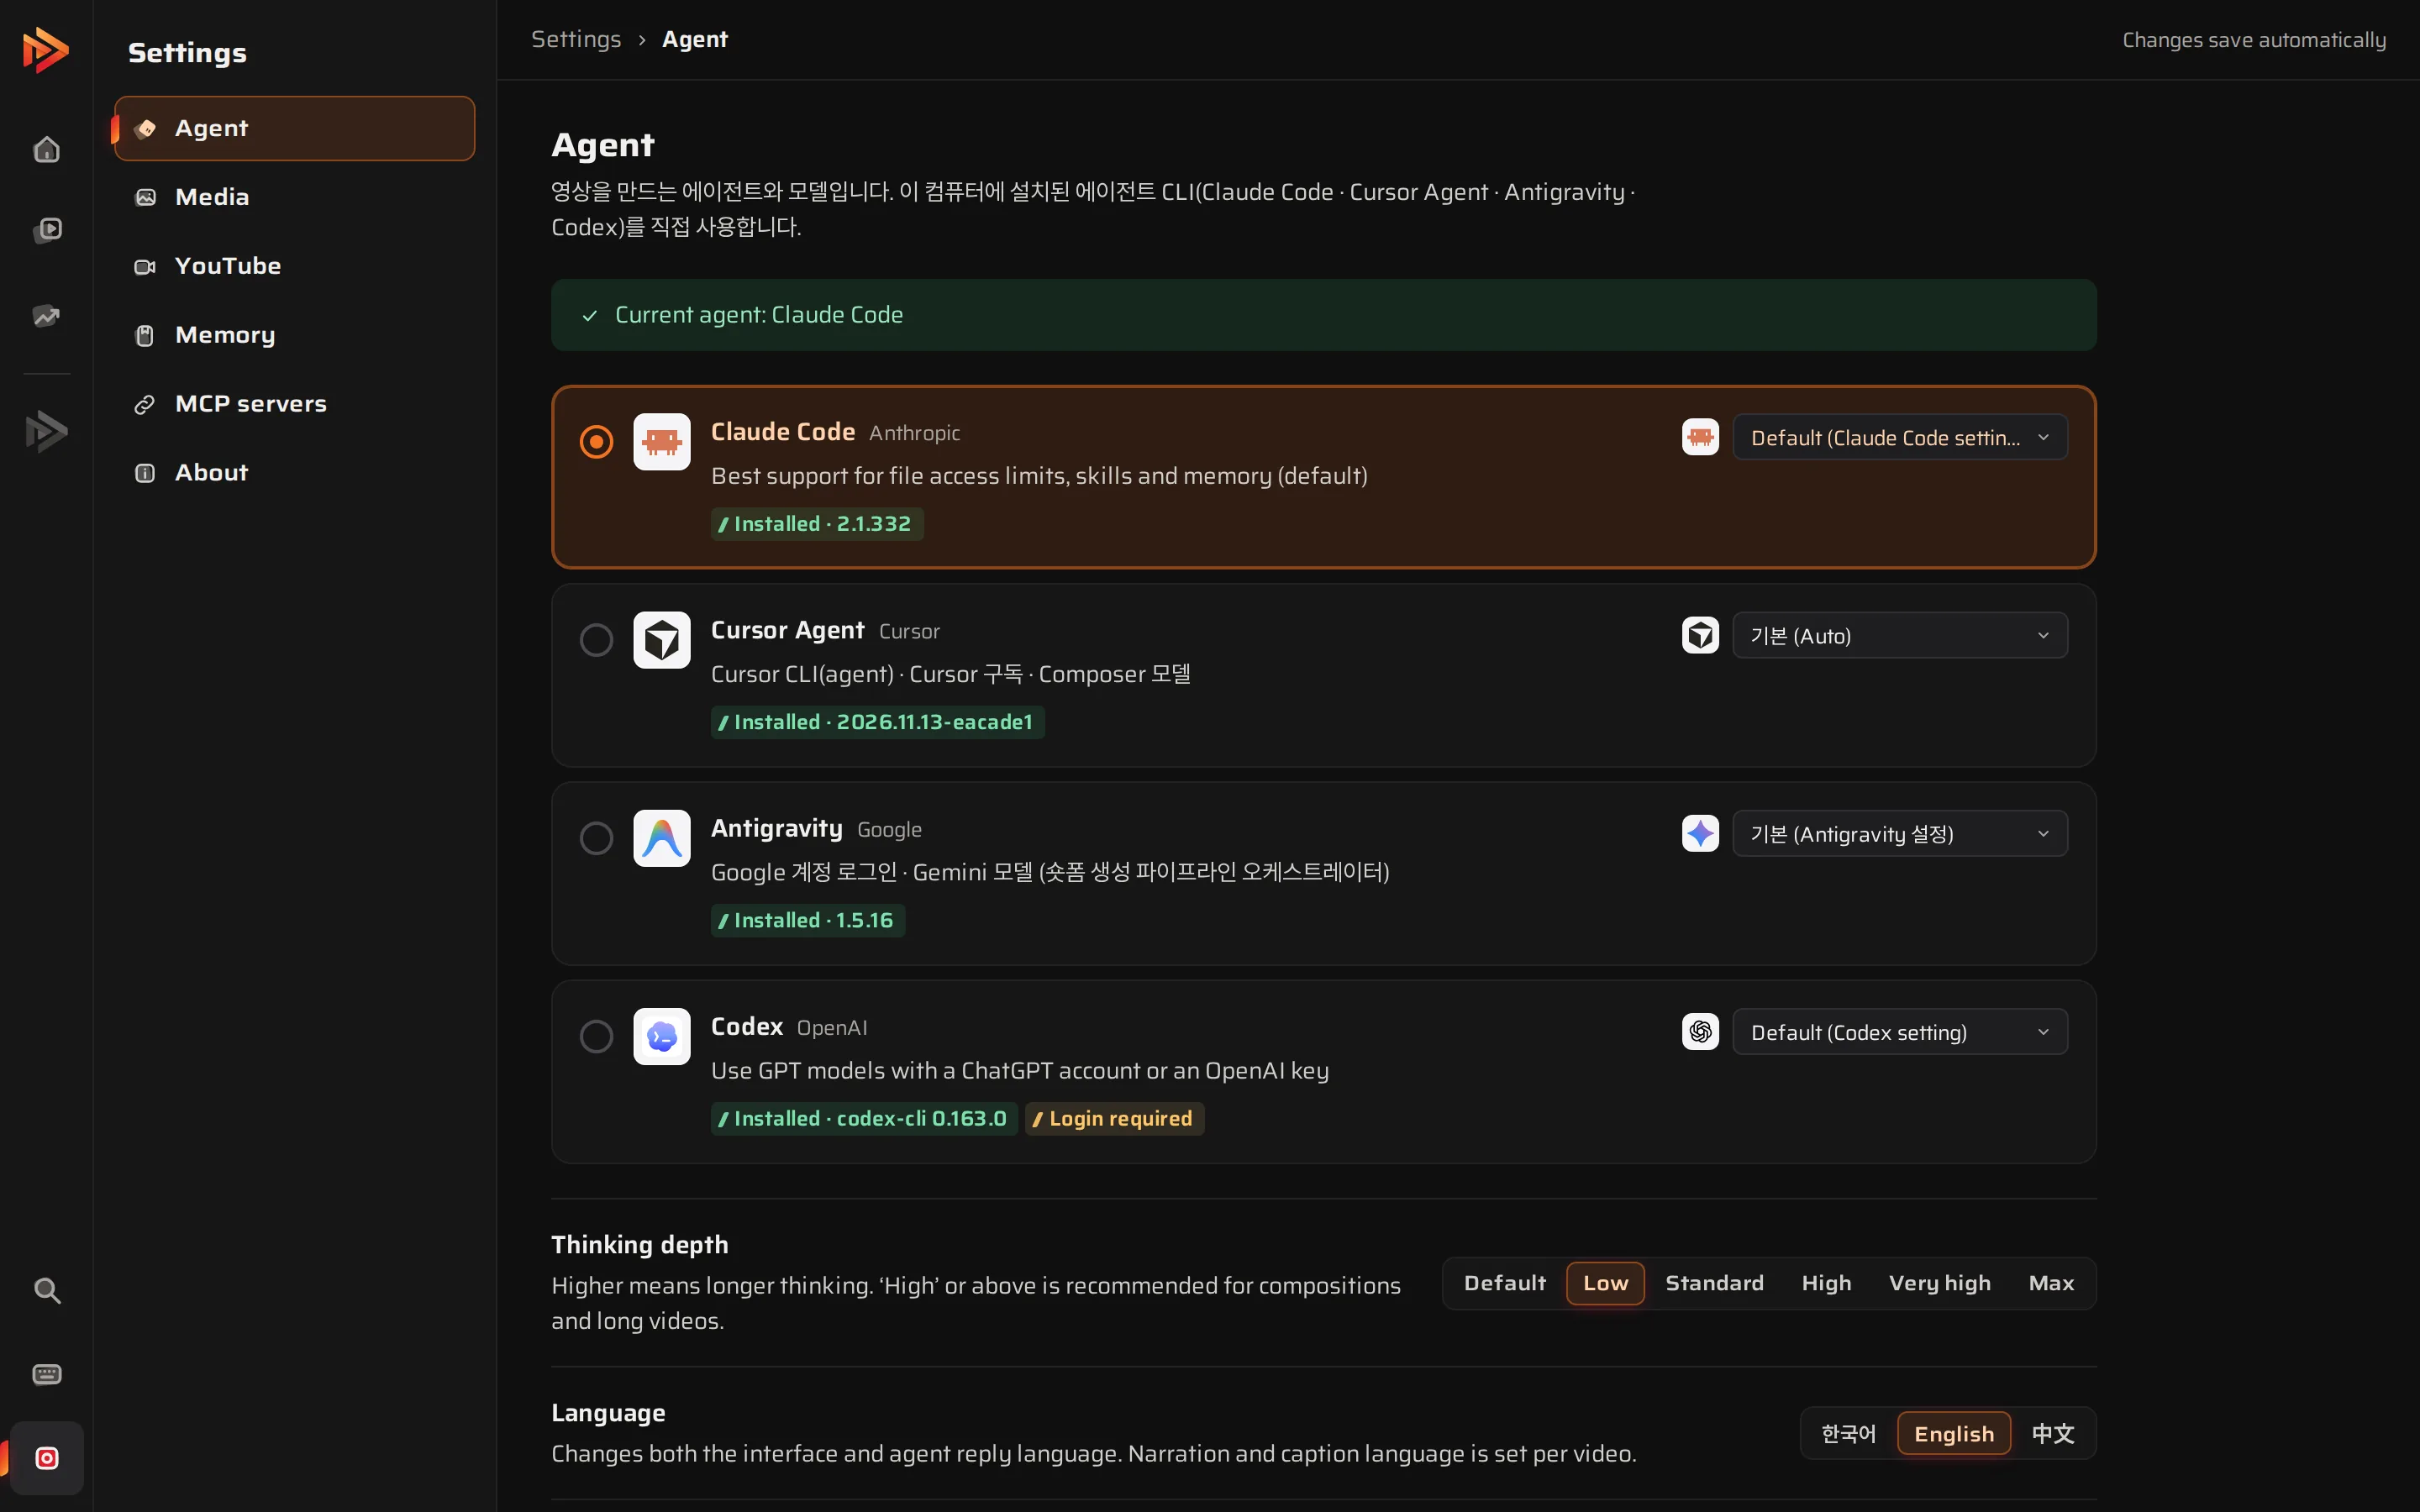 Settings
Agent
Media
YouTube
Memory
MCP servers
About
Settings › Agent
Changes save automatically
Agent
영상을 만드는 에이전트와 모델입니다. 이 컴퓨터에 설치된 에이전트 CLI(Claude Code · Cursor Agent · Antigravity ·
Codex)를 직접 사용합니다.
Current agent: Claude Code
Claude Code Anthropic
Default (Claude Code settin...
Best support for file access limits, skills and memory (default)
Installed · 2.1.332
Cursor Agent Cursor
기본 (Auto)
Cursor CLI(agent) · Cursor 구독 · Composer 모델
Installed · 2026.11.13-eacade1
Antigravity Google
기본 (Antigravity 설정)
Google 계정 로그인 · Gemini 모델 (숏폼 생성 파이프라인 오케스트레이터)
Installed · 1.5.16
Codex OpenAI
Default (Codex setting)
Use GPT models with a ChatGPT account or an OpenAI key
Installed · codex-cli 0.163.0 Login required
Thinking depth
Higher means longer thinking. ‘High’ or above is recommended for compositions
and long videos.
Default Low Standard High Very high Max
Language
Changes both the interface and agent reply language. Narration and caption language is set per video.
한국어 English 中文